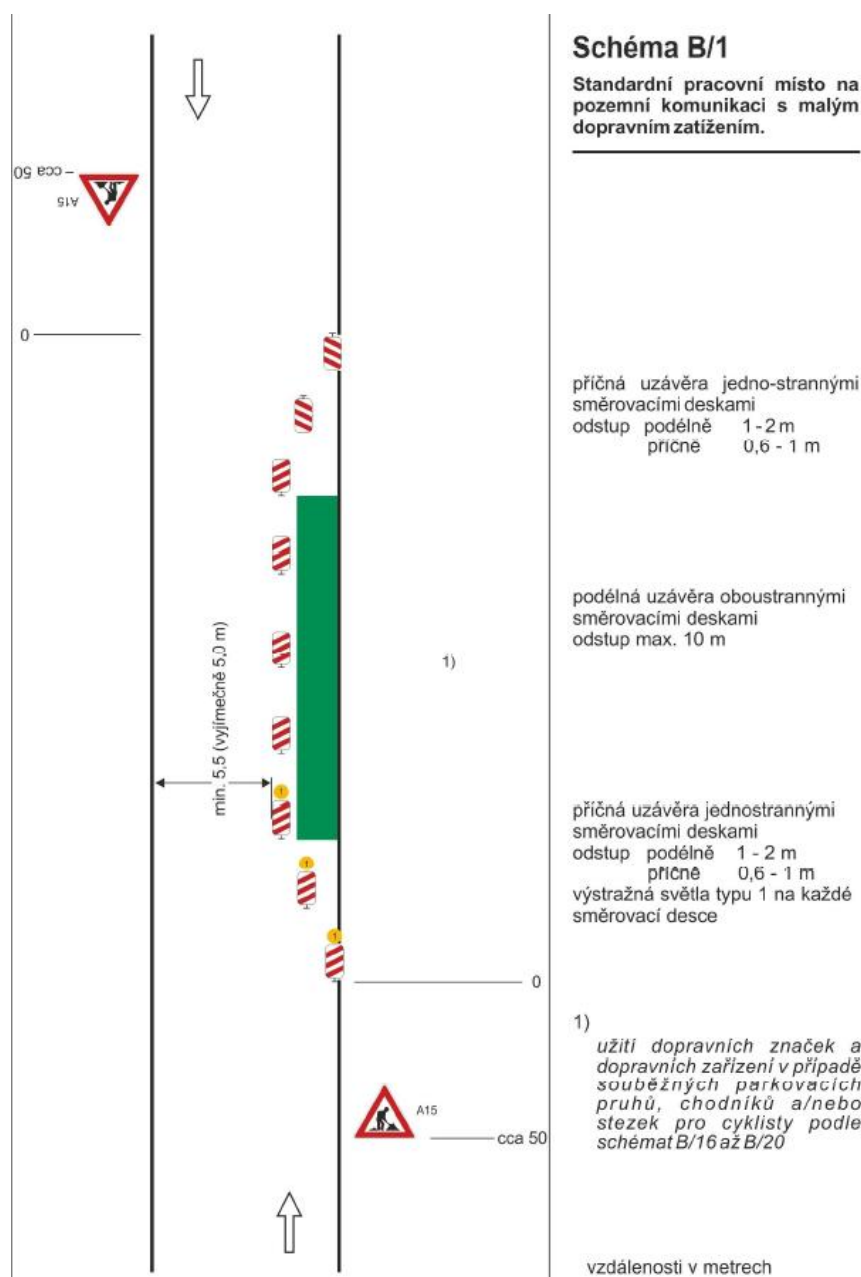 Schéma B/1
Standardní pracovní místo na
pozemní komunikaci s malým
dopravním zatížením.
cca 50
A15
0
příčná uzávěra jedno-strannými
směrovacími deskami
odstup podélně 1 - 2 m
příčně 0,6 - 1 m
podélná uzávěra oboustrannými
směrovacími deskami
odstup max. 10 m
1)
min. 5,5 (vyjímečně 5,0 m)
1
příčná uzávěra jednostrannými
směrovacími deskami
odstup podélně 1 - 2 m
příčně 0,6 - 1 m
výstražná světla typu 1 na každé
směrovací desce
1
1
0
1)
užití dopravních značek a
dopravních zařízení v případě
souběžných parkovacích
pruhů, chodníků a/nebo
stezek pro cyklisty podle
schémat B/16 až B/20
A15
cca 50
vzdálenosti v metrech